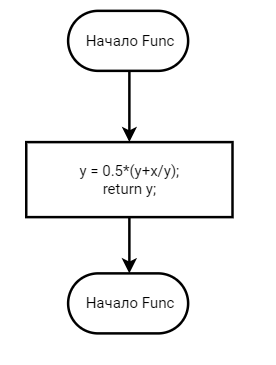 Начало Func
y = 0.5*(y+x/y);
return y;
Начало Func